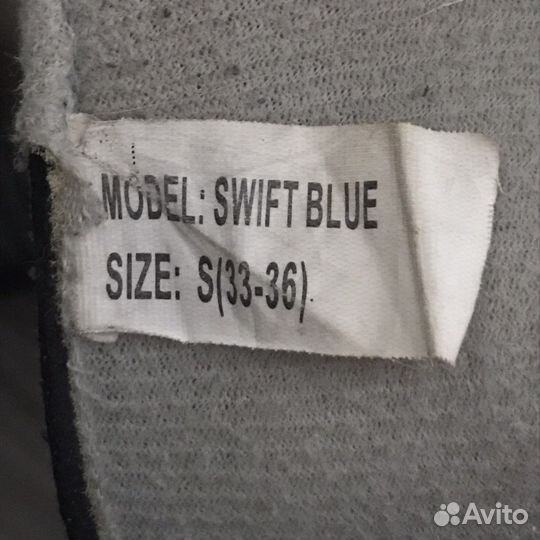 MODEL: SWIFT BLUE
SIZE: S(33-36)
Avito